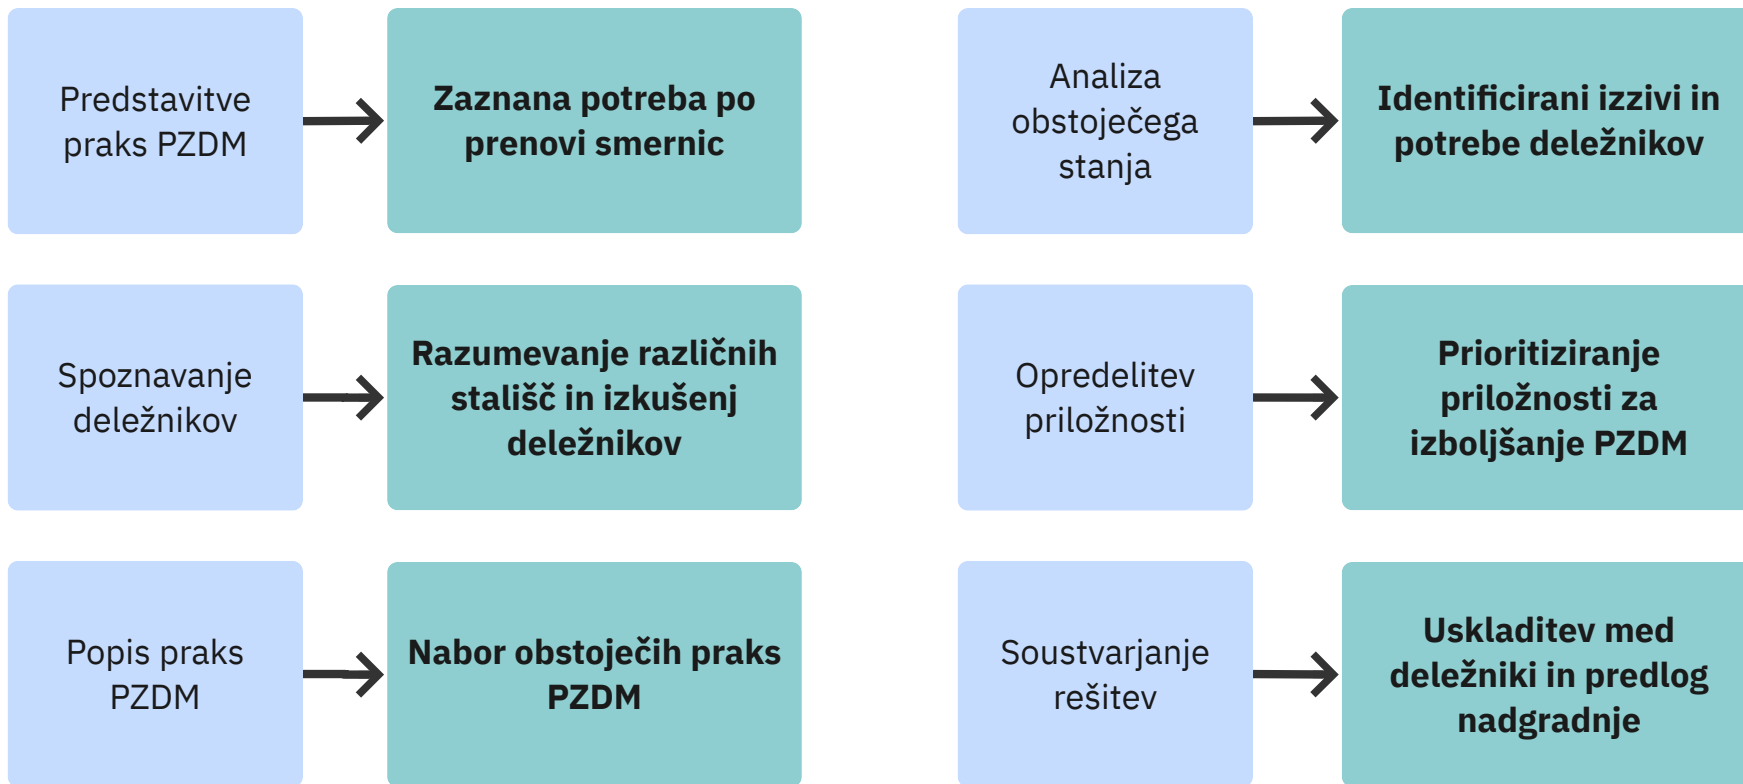 Predstavitve
praks PZDM
Zaznana potreba po
prenovi smernic
Spoznavanje
deležnikov
Razumevanje različnih
stališč in izkušenj
deležnikov
Popis praks
PZDM
Nabor obstoječih praks
PZDM
Analiza
obstoječega
stanja
Identificirani izzivi in
potrebe deležnikov
Opredelitev
priložnosti
Prioritiziranje
priložnosti za
izboljšanje PZDM
Soustvarjanje
rešitev
Uskladitev med
deležniki in predlog
nadgradnje